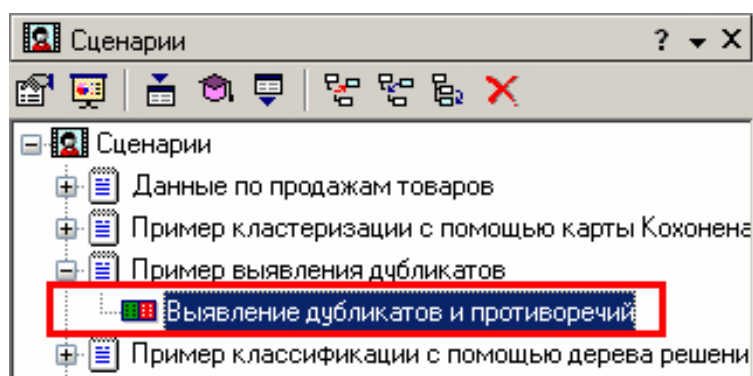 Сценарии
? X
Сценарии
Данные по продажам товаров
Пример кластеризации с помощью карты Кохонена
Пример выявления дубликатов
Выявление дубликатов и противоречий
Пример классификации с помощью дерева решени